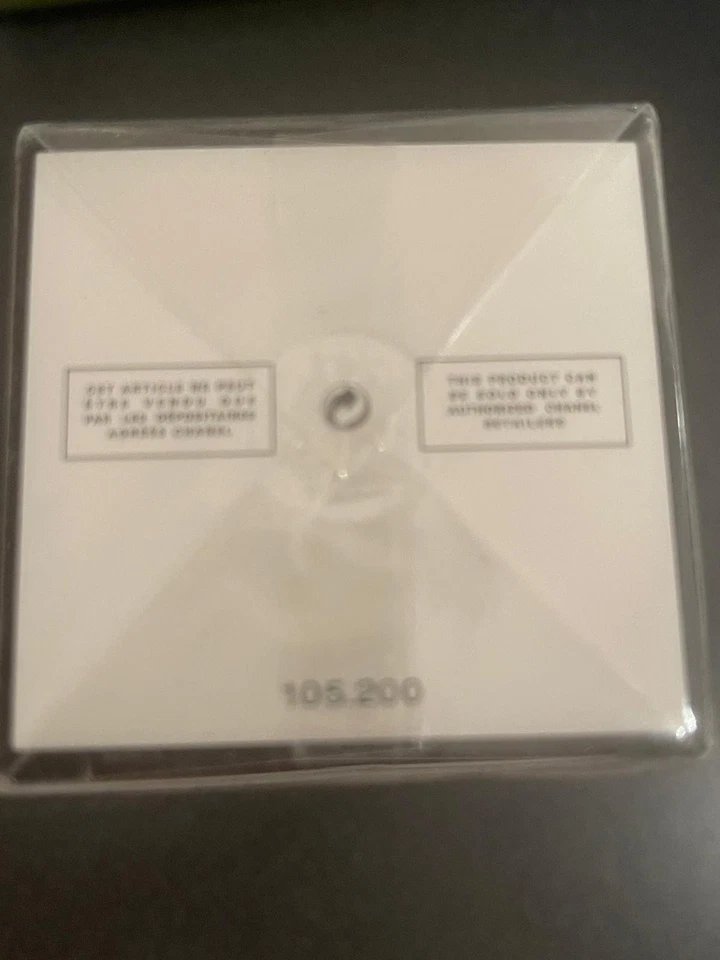 CET ARTICLE NE PEUT
ÊTRE VENDU QUE
PAR LES DÉPOSITAIRES
AGRÉÉS CHANEL
THIS PRODUCT CAN
BE SOLD ONLY BY
AUTHORIZED CHANEL
RETAILERS
105.200